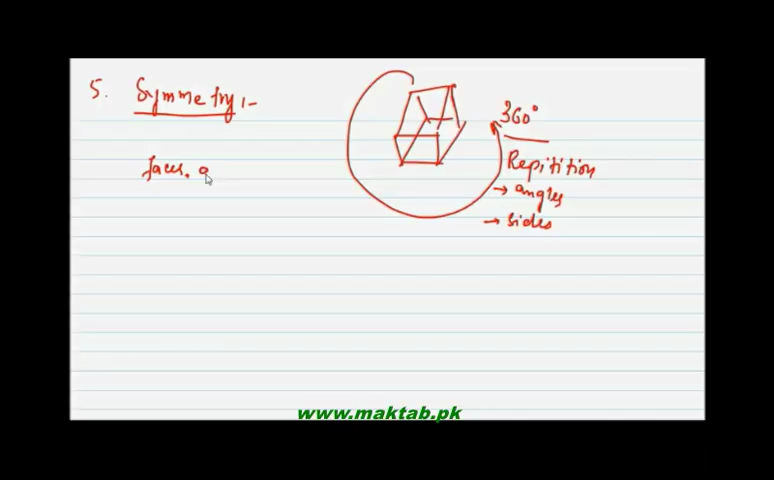 5. Symmetry :-
360°
Repitition
→ angles
→ sides
faces. a
www.maktab.pk